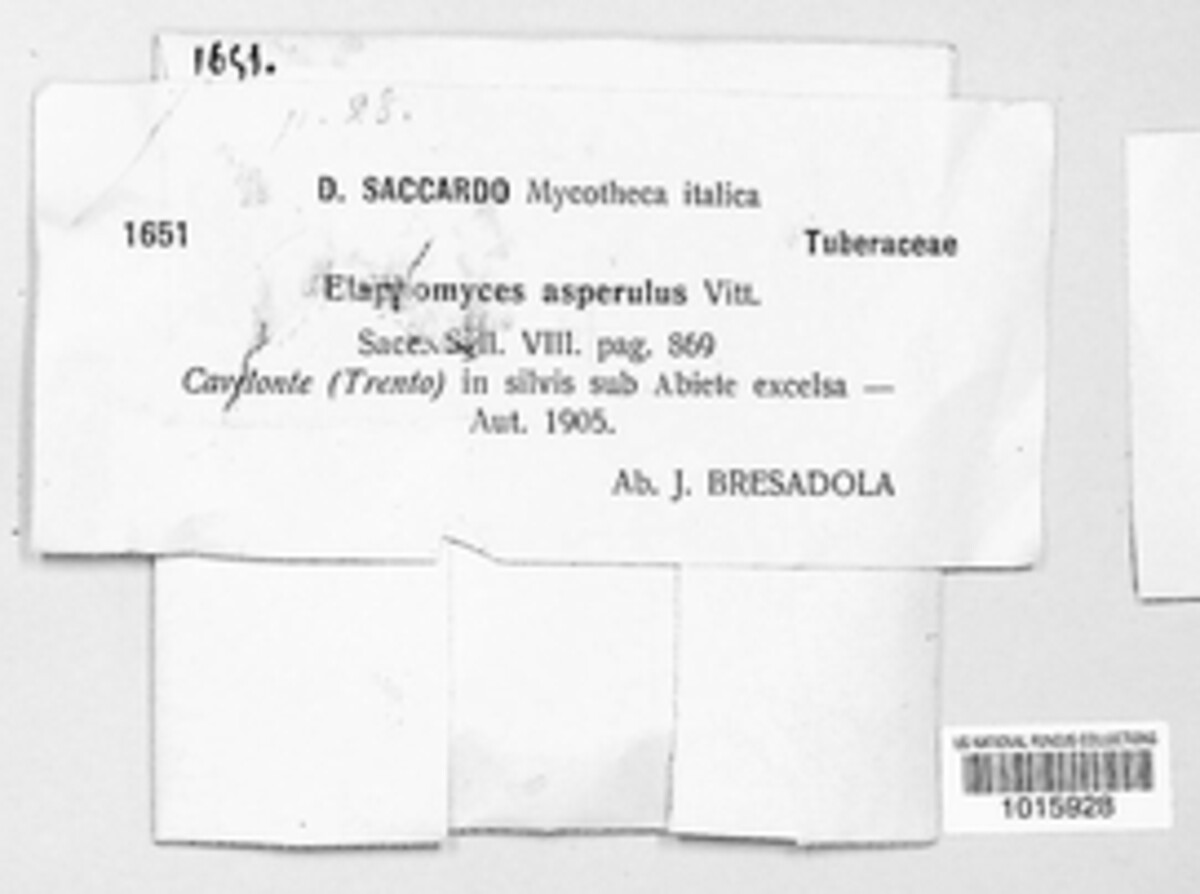 1651.
D. SACCARDO Mycotheca italica
1651
Tuberaceae
Elaphomyces asperulus Vitt.
Sacc. Syll. VIII. pag. 869
Cavelonte (Trento) in silvis sub Abiete excelsa —
Aut. 1905.
Ab. J. BRESADOLA
US NATIONAL FUNGUS COLLECTIONS
1015928